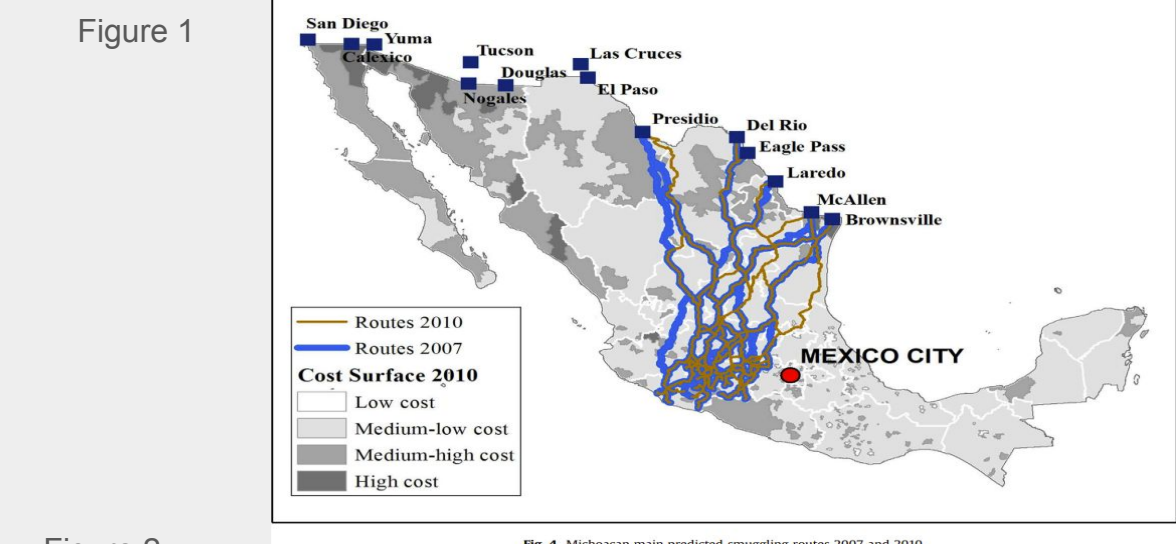 Figure 1
San Diego
Yuma
Calexico
Tucson
Las Cruces
Douglas
El Paso
Nogales
Presidio
Del Rio
Eagle Pass
Laredo
McAllen
Brownsville
Routes 2010
Routes 2007
Cost Surface 2010
Low cost
Medium-low cost
Medium-high cost
High cost
MEXICO CITY
Fig. 4. Michoacan main predicted smuggling routes 2007 and 2010